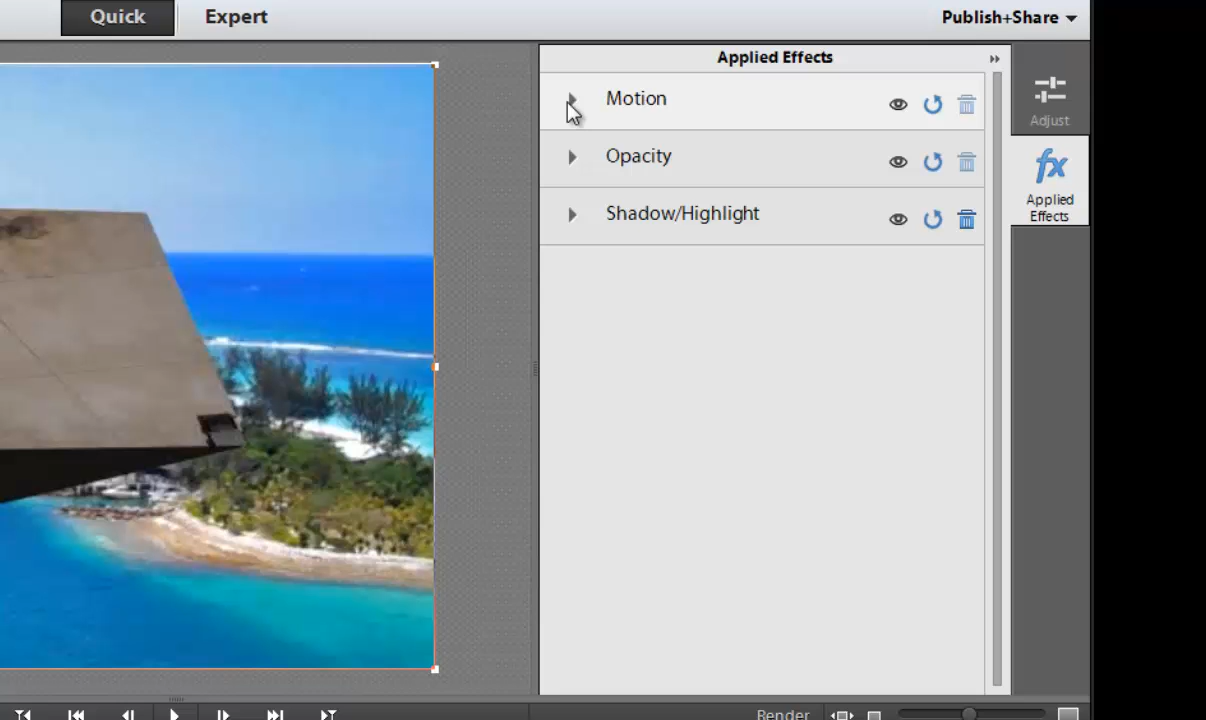 Quick
Expert
Publish+Share
Applied Effects
Motion
Opacity
Shadow/Highlight
Adjust
fx
Applied
Effects
Render